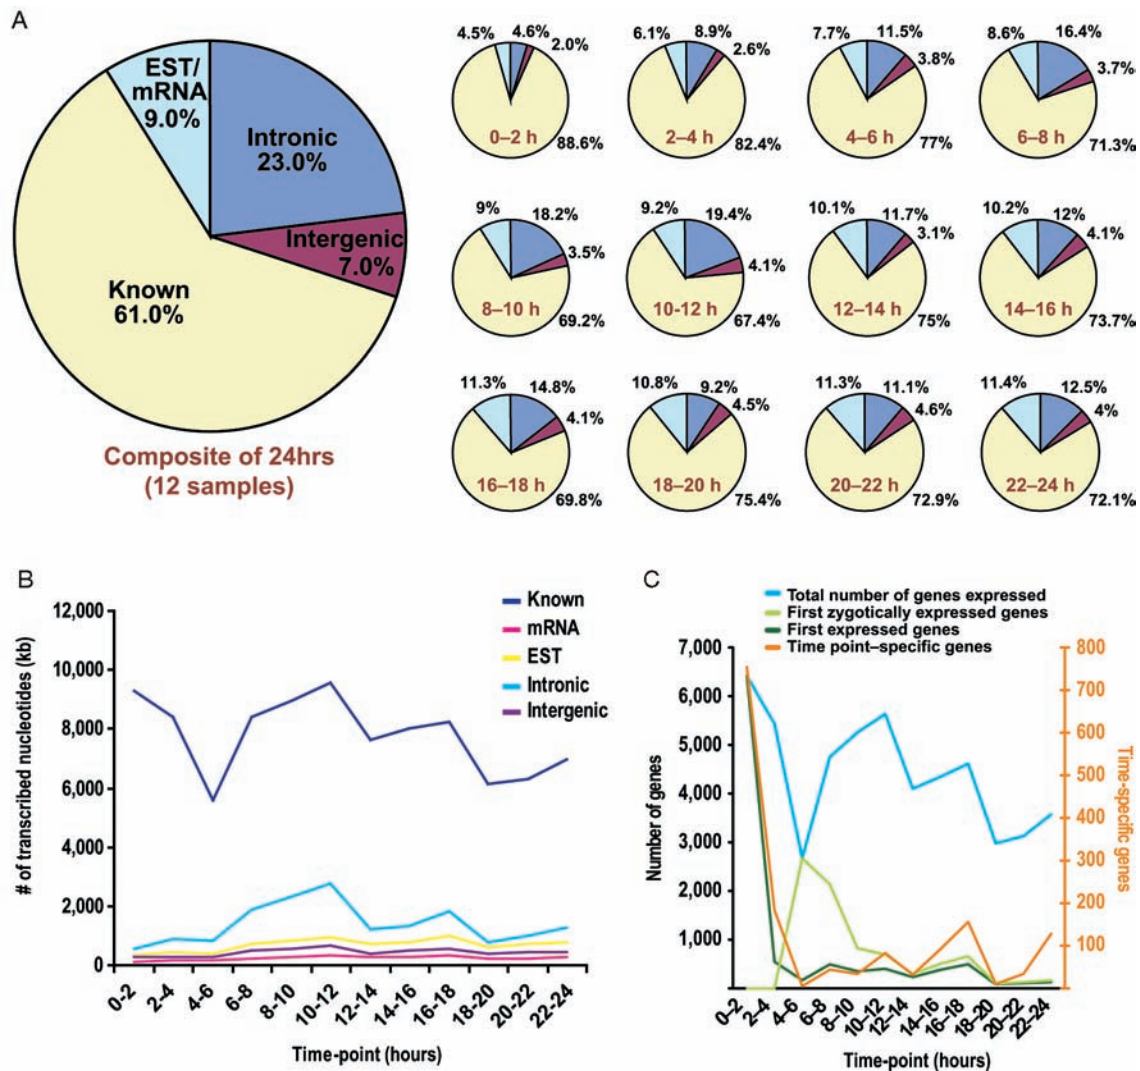 A
EST/
mRNA
9.0%
Intronic
23.0%
Intergenic
7.0%
Known
61.0%
Composite of 24hrs
(12 samples)
4.5% 4.6% 2.0%
0–2 h
88.6%
6.1% 8.9% 2.6%
2–4 h
82.4%
7.7% 11.5%
3.8%
4–6 h
77%
8.6% 16.4%
3.7%
6–8 h
71.3%
9% 18.2%
3.5%
8–10 h
69.2%
9.2% 19.4%
4.1%
10-12 h
67.4%
10.1% 11.7%
3.1%
12–14 h
75%
10.2% 12%
4.1%
14–16 h
73.7%
11.3% 14.8%
4.1%
16–18 h
69.8%
10.8% 9.2%
4.5%
18–20 h
75.4%
11.3% 11.1%
4.6%
20–22 h
72.9%
11.4% 12.5%
4%
22–24 h
72.1%
B
# of transcribed nucleotides (kb)
12,000
10,000
8,000
6,000
4,000
2,000
0
Known
mRNA
EST
Intronic
Intergenic
0-2 2-4 4-6 6-8 8-10 10-12 12-14 14-16 16-18 18-20 20-22 22-24
Time-point (hours)
C
Total number of genes expressed
First zygotically expressed genes
First expressed genes
Time point–specific genes
Number of genes
7,000
6,000
5,000
4,000
3,000
2,000
1,000
800
700
600
500
400
300
200
100
Time-specific genes
0–2 2–4 4–6 6–8 8–10 10–12 12–14 14–16 16–18 18–20 20–22 22–24
Time-point (hours)